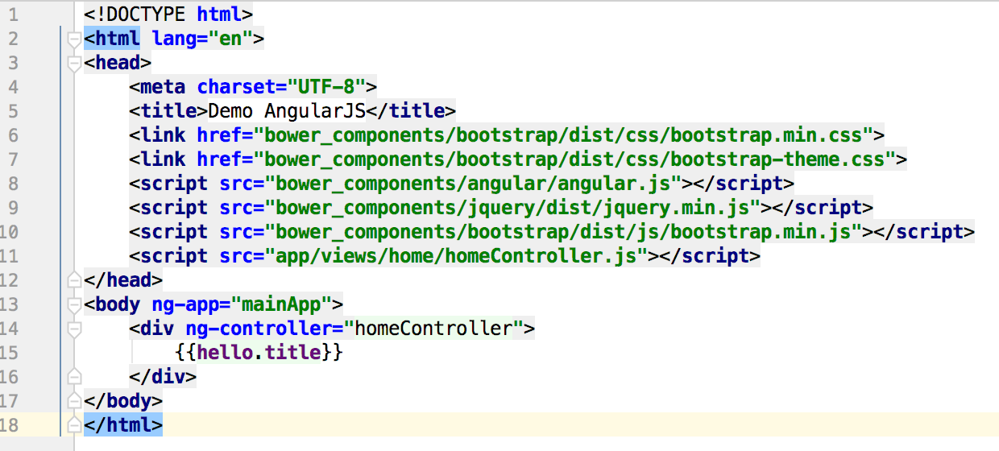 1 <!DOCTYPE html>
2 <html lang="en">
3 <head>
4     <meta charset="UTF-8">
5     <title>Demo AngularJS</title>
6     <link href="bower_components/bootstrap/dist/css/bootstrap.min.css">
7     <link href="bower_components/bootstrap/dist/css/bootstrap-theme.css">
8     <script src="bower_components/angular/angular.js"></script>
9     <script src="bower_components/jquery/dist/jquery.min.js"></script>
10     <script src="bower_components/bootstrap/dist/js/bootstrap.min.js"></script>
11     <script src="app/views/home/homeController.js"></script>
12 </head>
13 <body ng-app="mainApp">
14     <div ng-controller="homeController">
15         {{hello.title}}
16     </div>
17 </body>
18 </html>